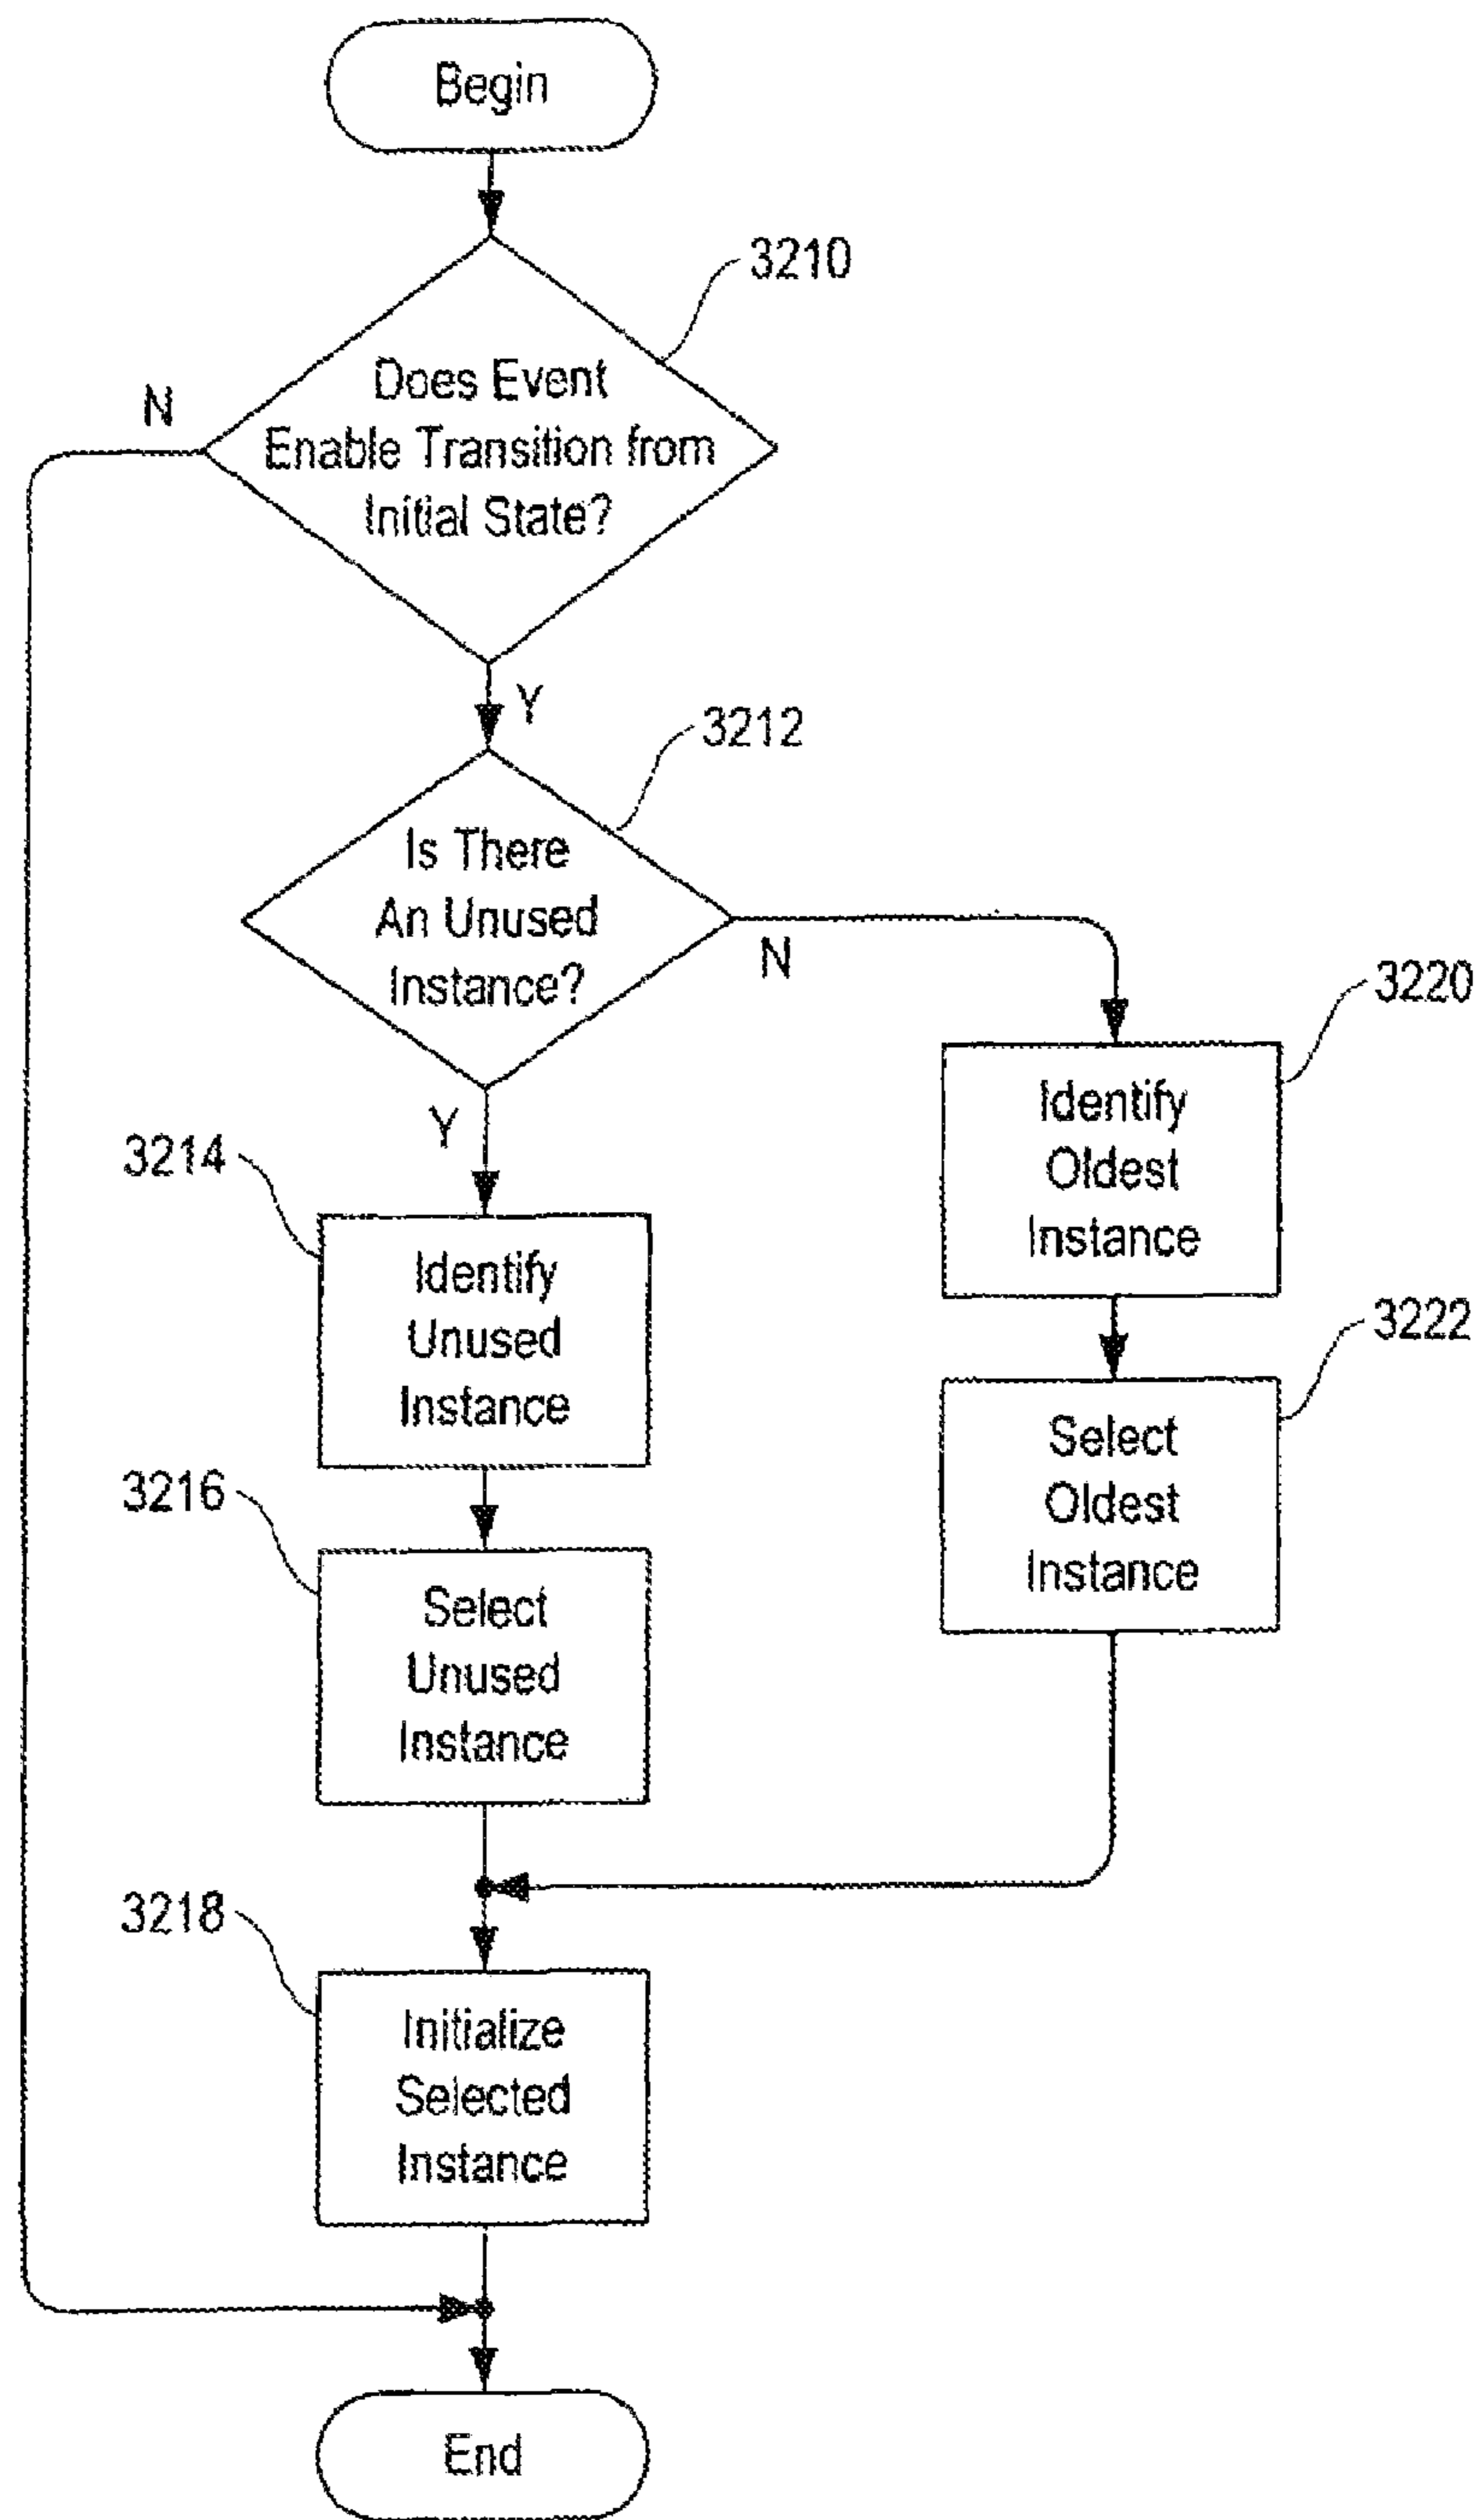 Begin
3210
Does Event
Enable Transition from
Initial State?
N
Y
3212
Is There
An Unused
Instance?
N
Y
3220
Identify
Oldest
Instance
3214
Identify
Unused
Instance
3222
Select
Oldest
Instance
3216
Select
Unused
Instance
3218
Initialize
Selected
Instance
End